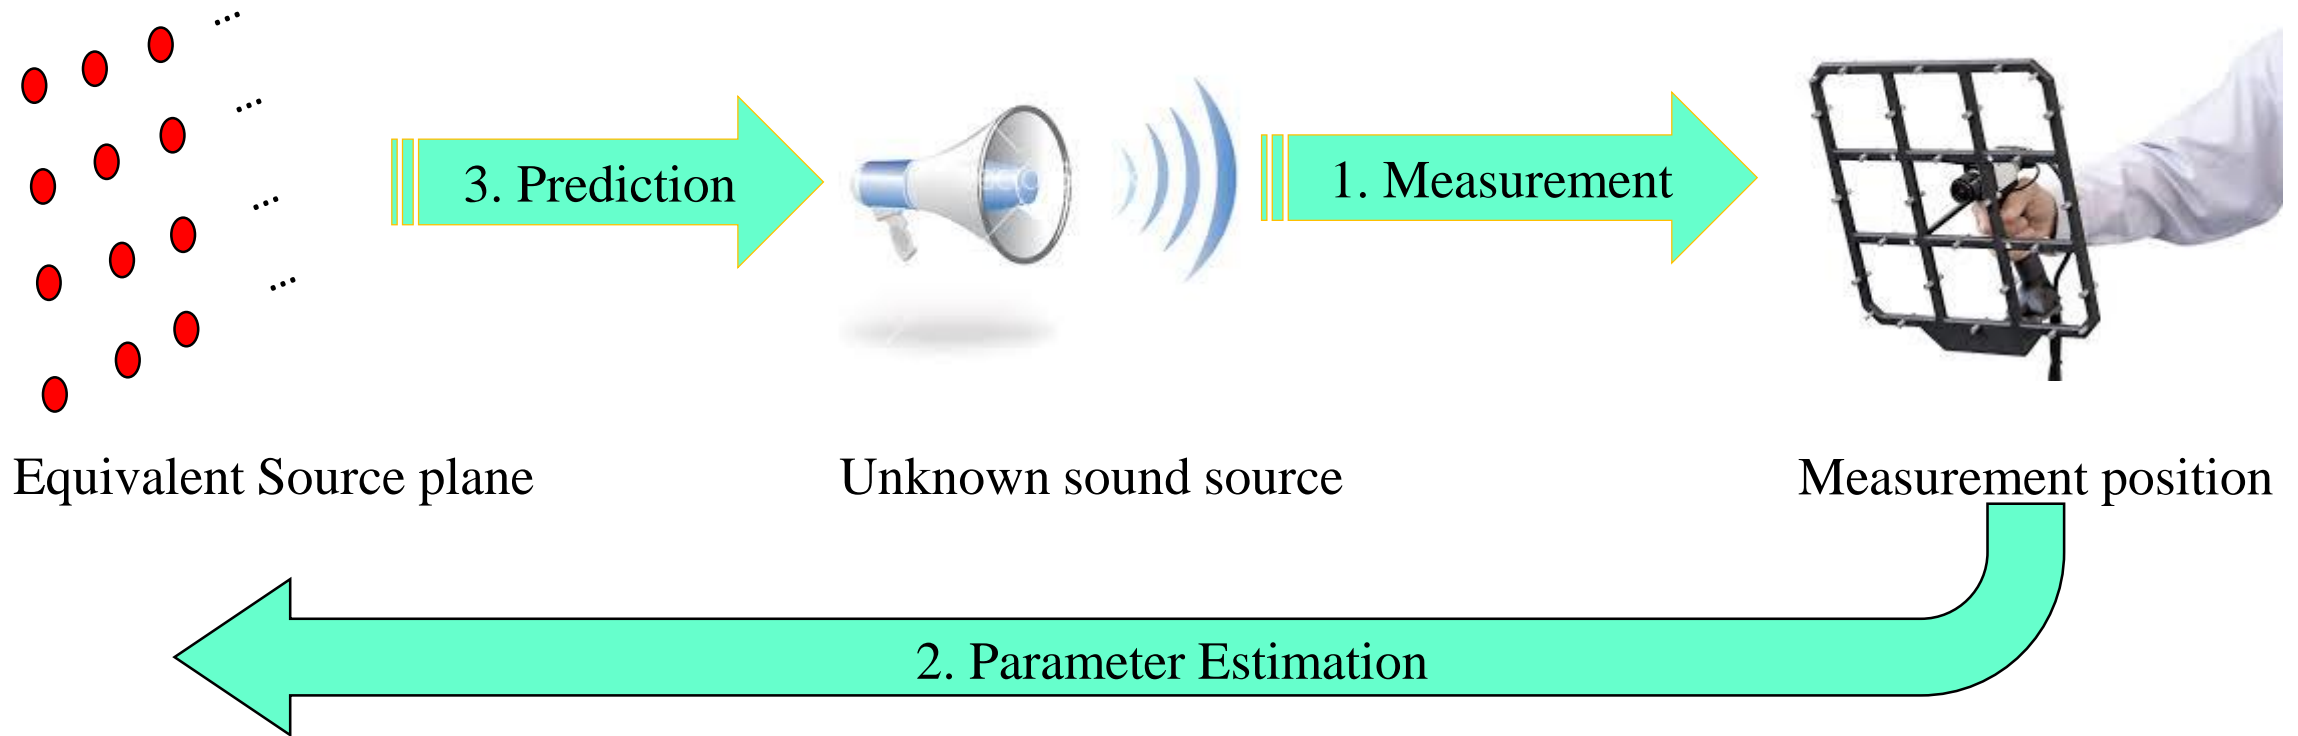 ...
...
...
...
3. Prediction
1. Measurement
Equivalent Source plane
Unknown sound source
Measurement position
2. Parameter Estimation